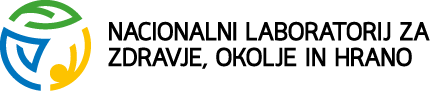 NACIONALNI LABORATORIJ ZA
ZDRAVJE, OKOLJE IN HRANO